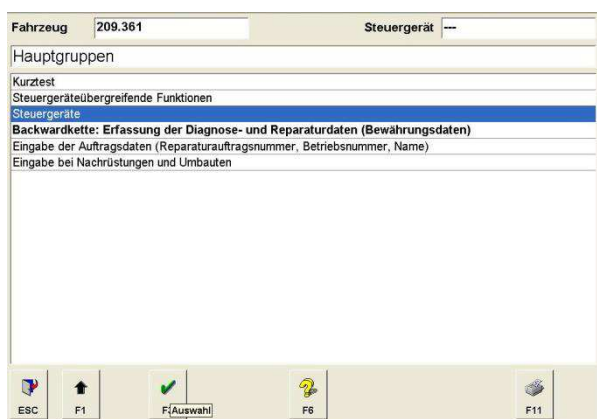 Fahrzeug 209.361 Steuergerät ---
Hauptgruppen
Kurztest
Steuergeräteübergreifende Funktionen
Steuergeräte
Backwardkette: Erfassung der Diagnose- und Reparaturdaten (Bewährungsdaten)
Eingabe der Auftragsdaten (Reparaturauftragsnummer, Betriebsnummer, Name)
Eingabe bei Nachrüstungen und Umbauten
ESC F1 Auswahl F6 F11